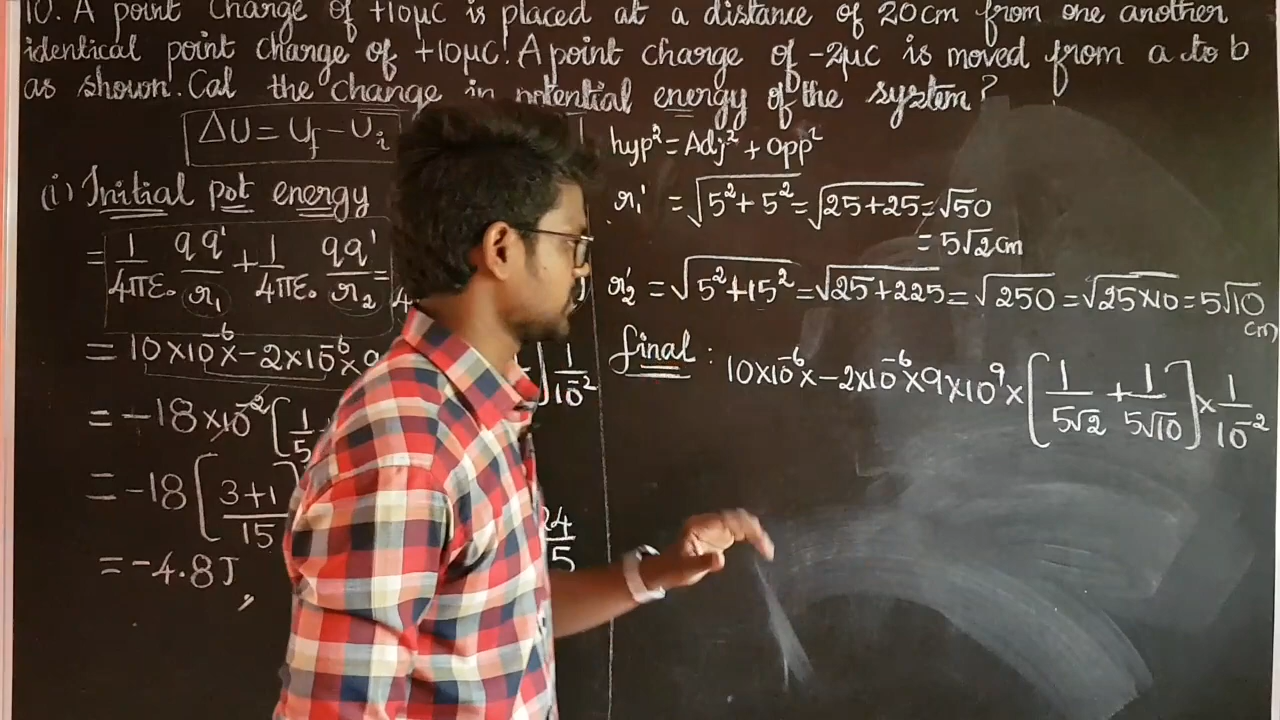 10. A point charge of +10μc is placed at a distance of 20cm from one another
identical point charge of +10μc! A point charge of -2μc is moved from a to b
as shown. Cal the change in potential energy of the system?
ΔU = Uf - Ui
(i) Initial pot energy
= 1/4πε₀ qq'/r₁ + 1/4πε₀ qq'/r₂ =
= 10×10⁻⁶×-2×10⁻⁶×9
= -18×10⁻² [1/5
= -18 [3+1/15]
= -4.8J
1/10⁻²
24/5
hyp² = Adj² + opp²
r₁' = √5²+5² = √25+25 = √50
= 5√2 cm
r₂' = √5²+15² = √25+225 = √250 = √25×10 = 5√10 cm
final : 10×10⁻⁶×-2×10⁻⁶×9×10⁹×[1/5√2 + 1/5√10]×1/10⁻²